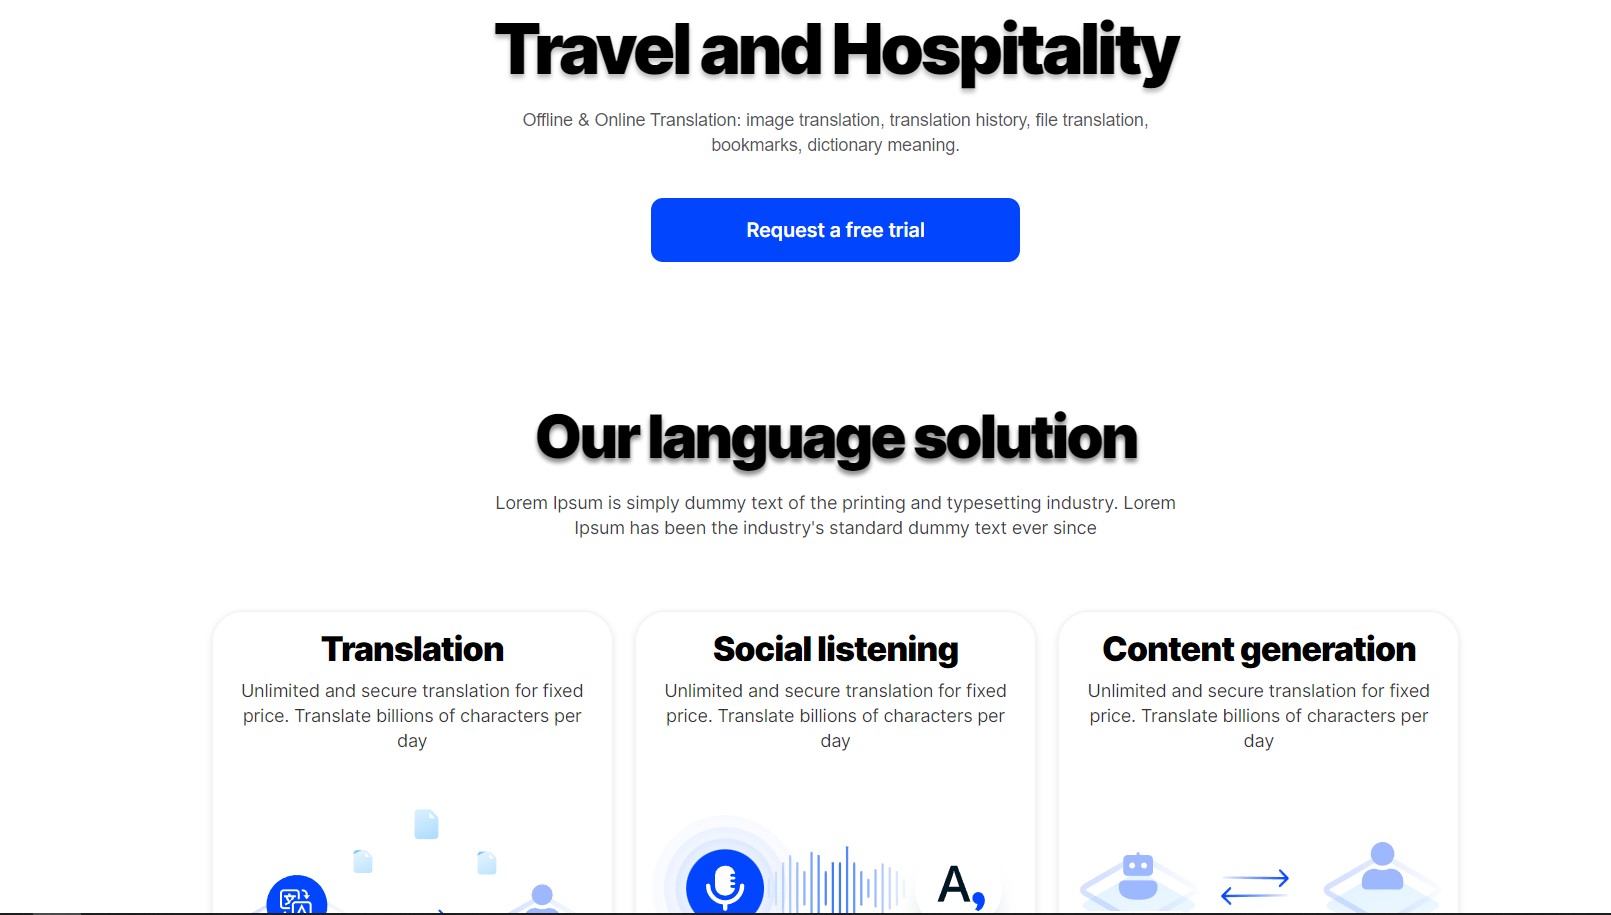 Travel and Hospitality
Offline & Online Translation: image translation, translation history, file translation,
bookmarks, dictionary meaning.
Request a free trial
Our language solution
Lorem Ipsum is simply dummy text of the printing and typesetting industry. Lorem
Ipsum has been the industry's standard dummy text ever since
Translation
Unlimited and secure translation for fixed
price. Translate billions of characters per
day
Social listening
Unlimited and secure translation for fixed
price. Translate billions of characters per
day
Content generation
Unlimited and secure translation for fixed
price. Translate billions of characters per
day
文
A
A,